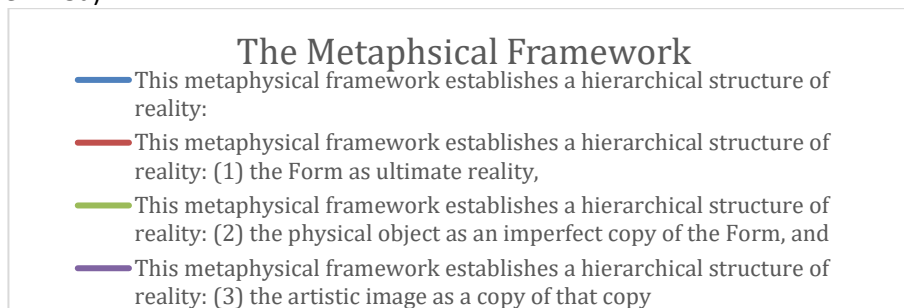 The Metaphsical Framework
This metaphysical framework establishes a hierarchical structure of
reality:
This metaphysical framework establishes a hierarchical structure of
reality: (1) the Form as ultimate reality,
This metaphysical framework establishes a hierarchical structure of
reality: (2) the physical object as an imperfect copy of the Form, and
This metaphysical framework establishes a hierarchical structure of
reality: (3) the artistic image as a copy of that copy